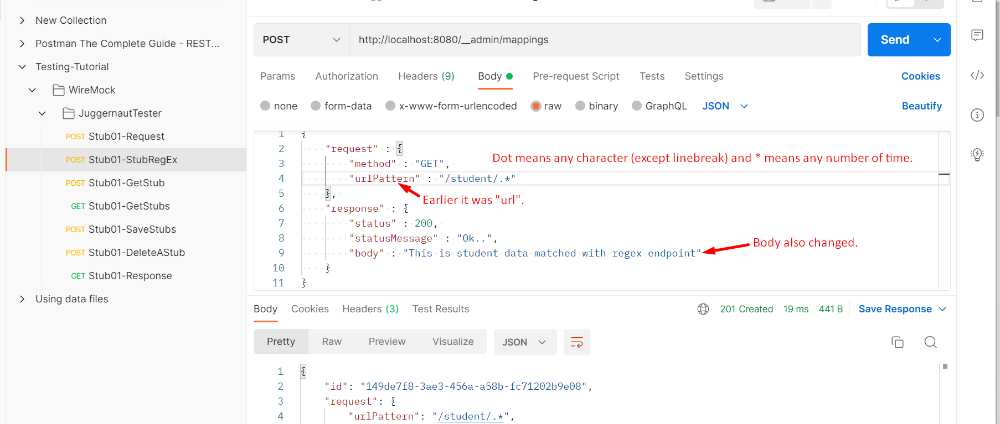 New Collection
Postman The Complete Guide - REST...
Testing-Tutorial
WireMock
JuggernautTester
POST Stub01-Request
POST Stub01-StubRegEx
POST Stub01-GetStub
GET Stub01-GetStubs
POST Stub01-SaveStubs
POST Stub01-DeleteAStub
GET Stub01-Response
Using data files
POST http://localhost:8080/__admin/mappings Send
Params Authorization Headers (9) Body Pre-request Script Tests Settings Cookies
none form-data x-www-form-urlencoded raw binary GraphQL JSON Beautify
1 {
2 "request" : {
Dot means any character (except linebreak) and * means any number of time.
3 "method" : "GET",
4 "urlPattern" : "/student/.*"
5 },
Earlier it was "url".
6 "response" : {
7 "status" : 200,
8 "statusMessage" : "Ok..",
Body also changed.
9 "body" : "This is student data matched with regex endpoint"
10 }
11 }
Body Cookies Headers (3) Test Results 201 Created 19 ms 441 B Save Response
Pretty Raw Preview Visualize JSON
1 {
2 "id": "149de7f8-3ae3-456a-a58b-fc71202b9e08",
3 "request": {
4 "urlPattern": "/student/.*",